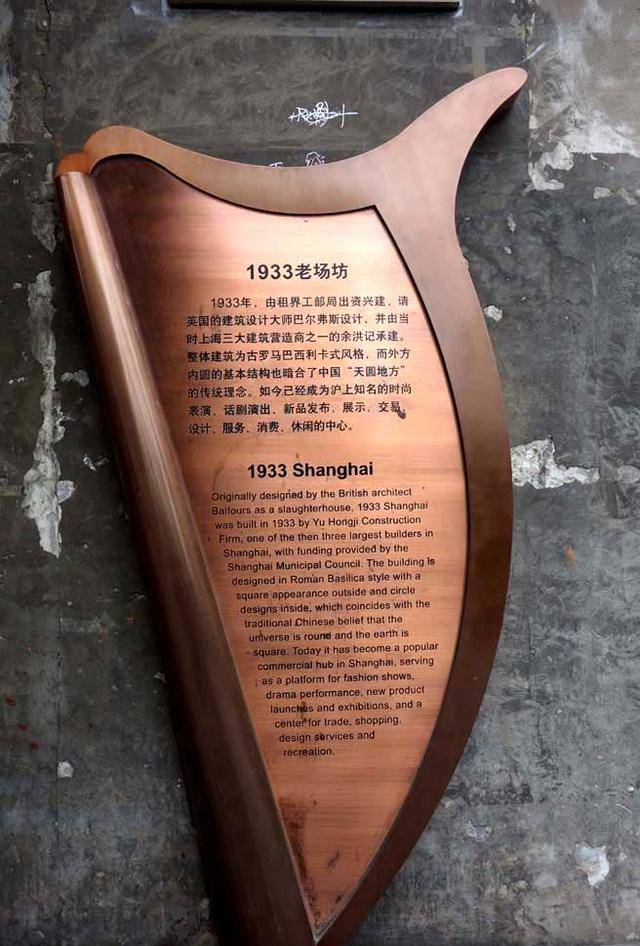 1933老场坊
1933年，由租界工部局出资兴建，请
英国的建筑设计大师巴尔弗斯设计，并由当
时上海三大建筑营造商之一的余洪记承建。
整体建筑为古罗马巴西利卡式风格，而外方
内圆的基本结构也暗合了中国“天圆地方”
的传统理念。如今已经成为沪上知名的时尚
表演、话剧演出、新品发布、展示、交易、
设计、服务、消费、休闲的中心。
1933 Shanghai
Originally designed by the British architect
Balfours as a slaughterhouse, 1933 Shanghai
was built in 1933 by Yu Hongji Construction
Firm, one of the then three largest builders in
Shanghai, with funding provided by the
Shanghai Municipal Council. The building is
designed in Roman Basilica style with a
square appearance outside and circle
designs inside, which coincides with the
traditional Chinese belief that the
universe is round and the earth is
square. Today it has become a popular
commercial hub in Shanghai, serving
as a platform for fashion shows,
drama performance, new product
launches and exhibitions, and a
center for trade, shopping,
design services and
recreation.